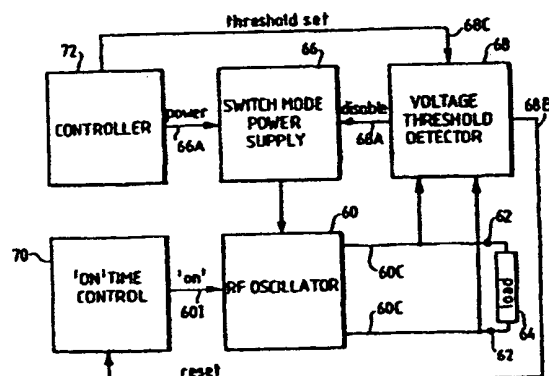 threshold set
68C
72
66
68
68B
CONTROLLER
power
66A
SWITCH MODE
POWER
SUPPLY
disable
68A
VOLTAGE
THRESHOLD
DETECTOR
70
60
62
'ON' TIME
CONTROL
'on'
60I
RF OSCILLATOR
60C
60C
load
64
62
reset